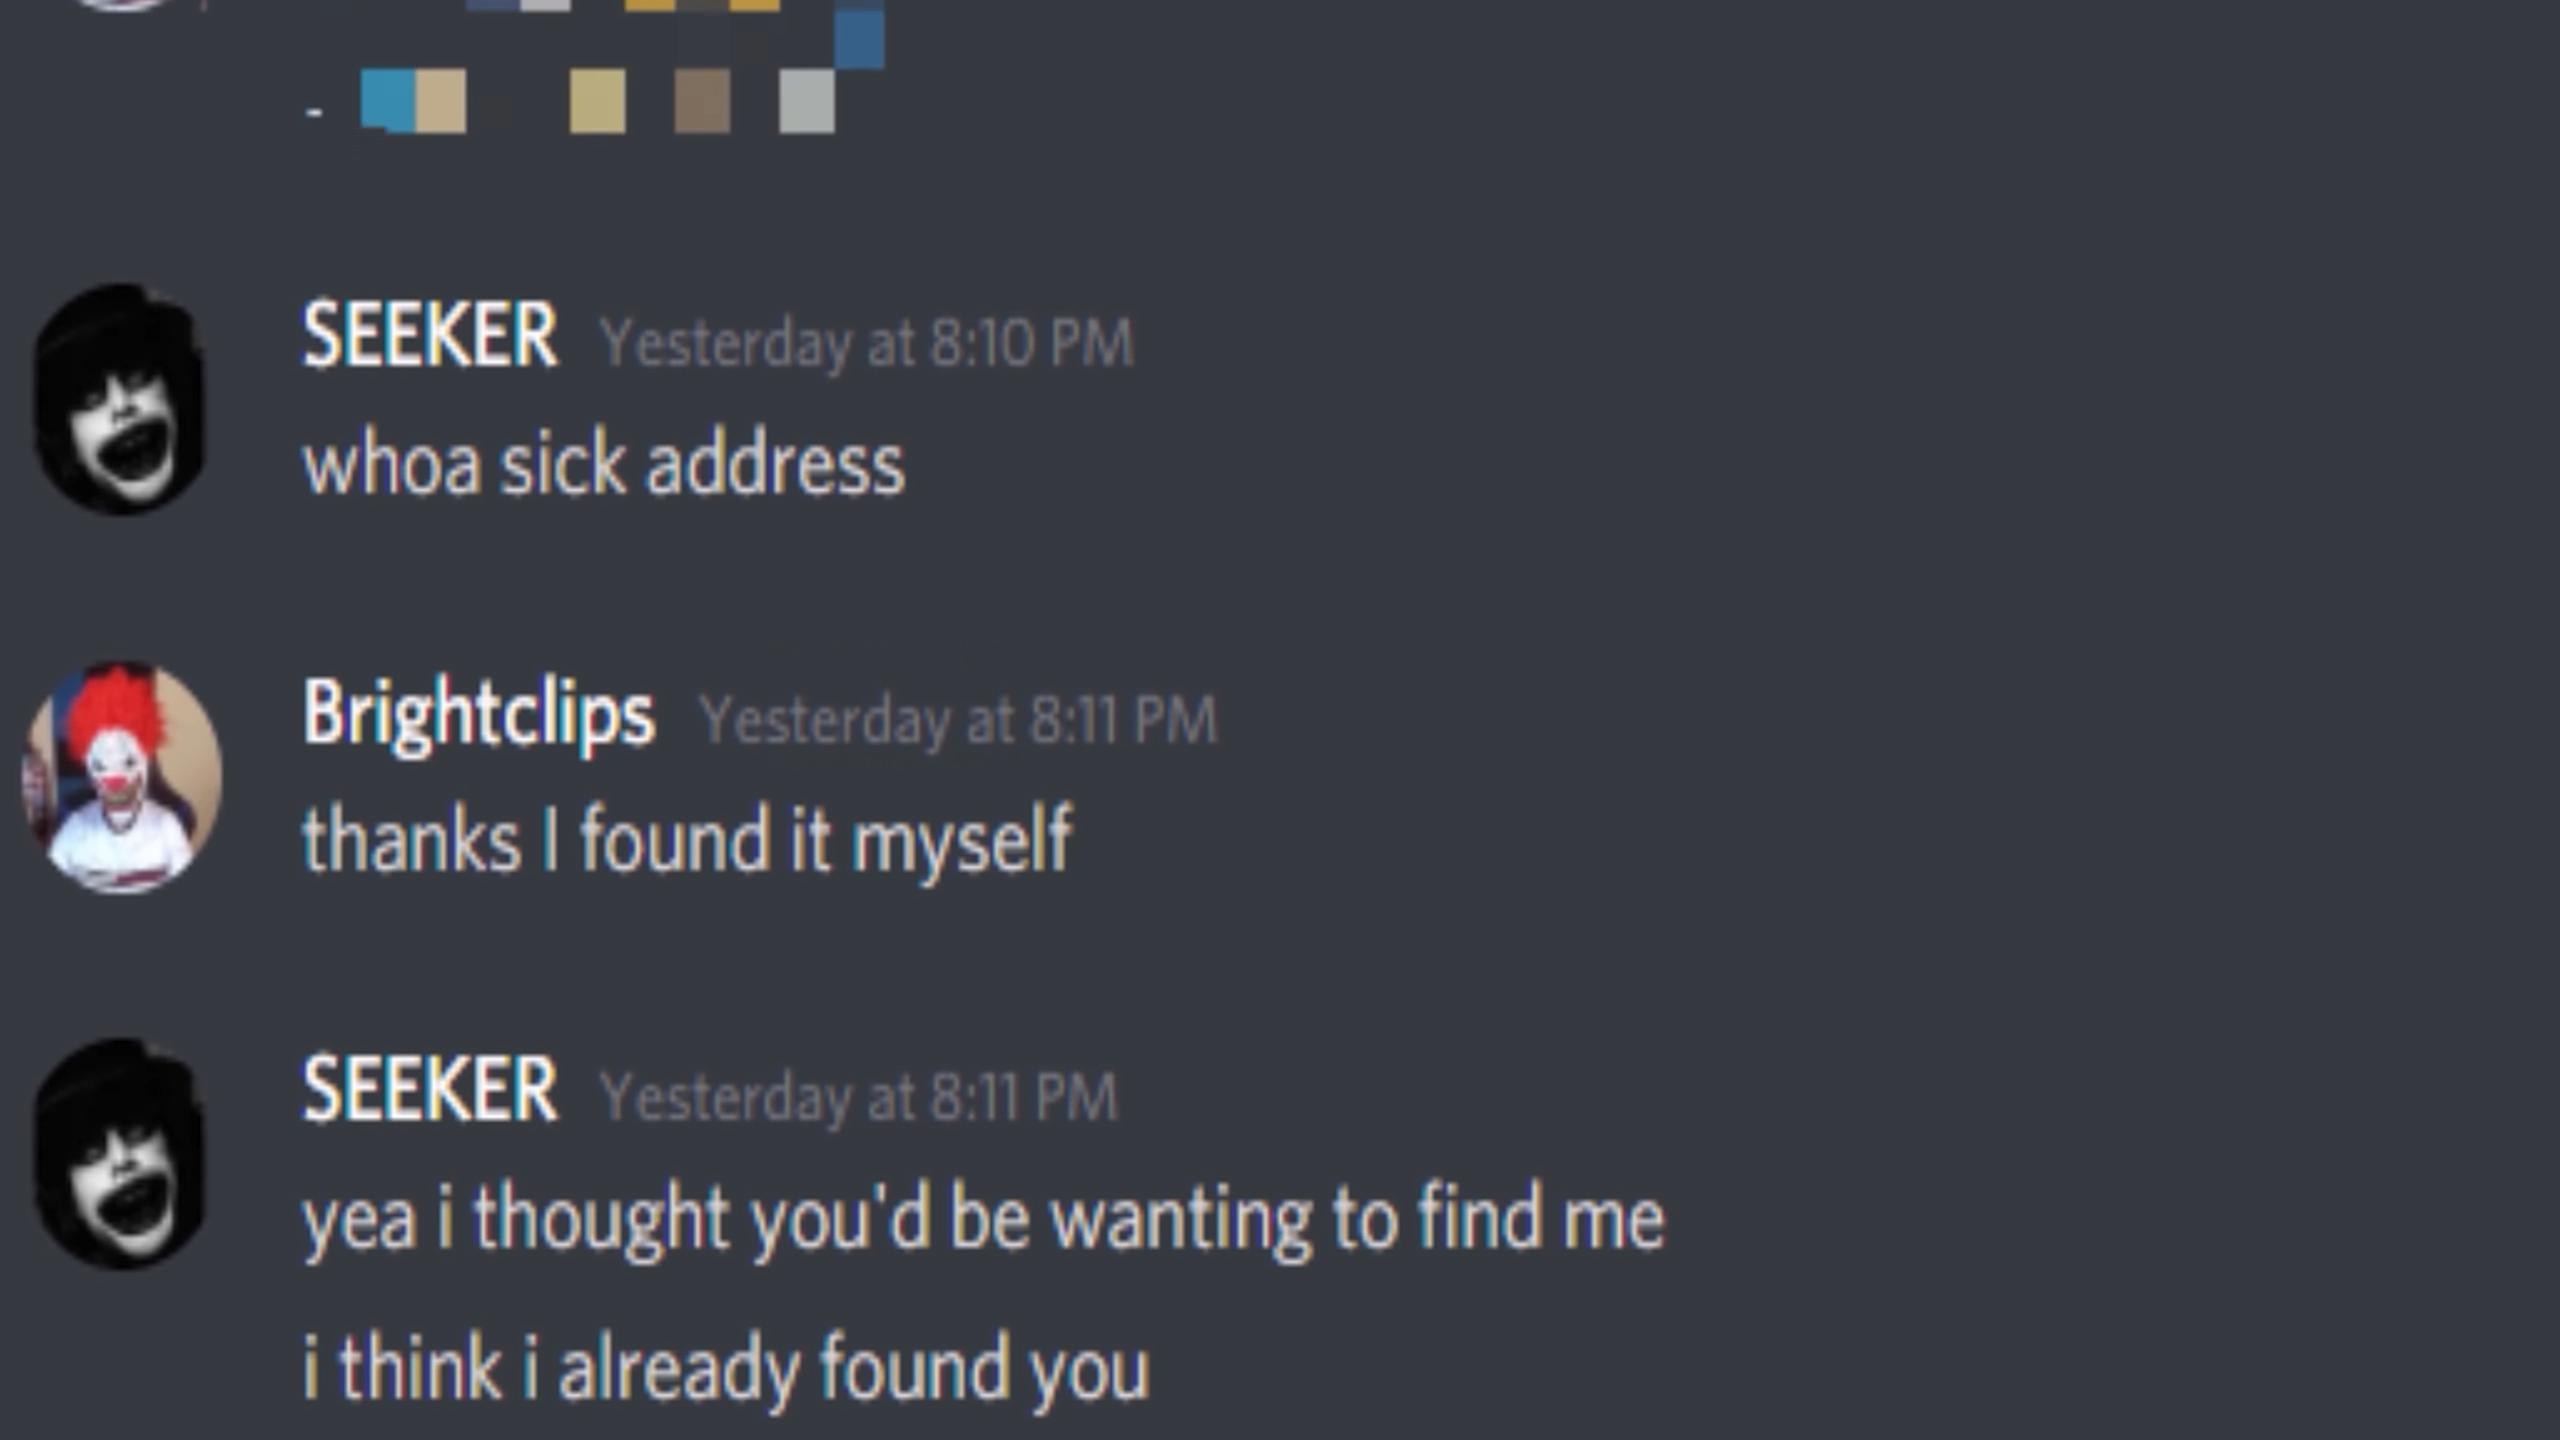 -
SEEKER Yesterday at 8:10 PM
whoa sick address
Brightclips Yesterday at 8:11 PM
thanks I found it myself
SEEKER Yesterday at 8:11 PM
yea i thought you'd be wanting to find me
i think i already found you